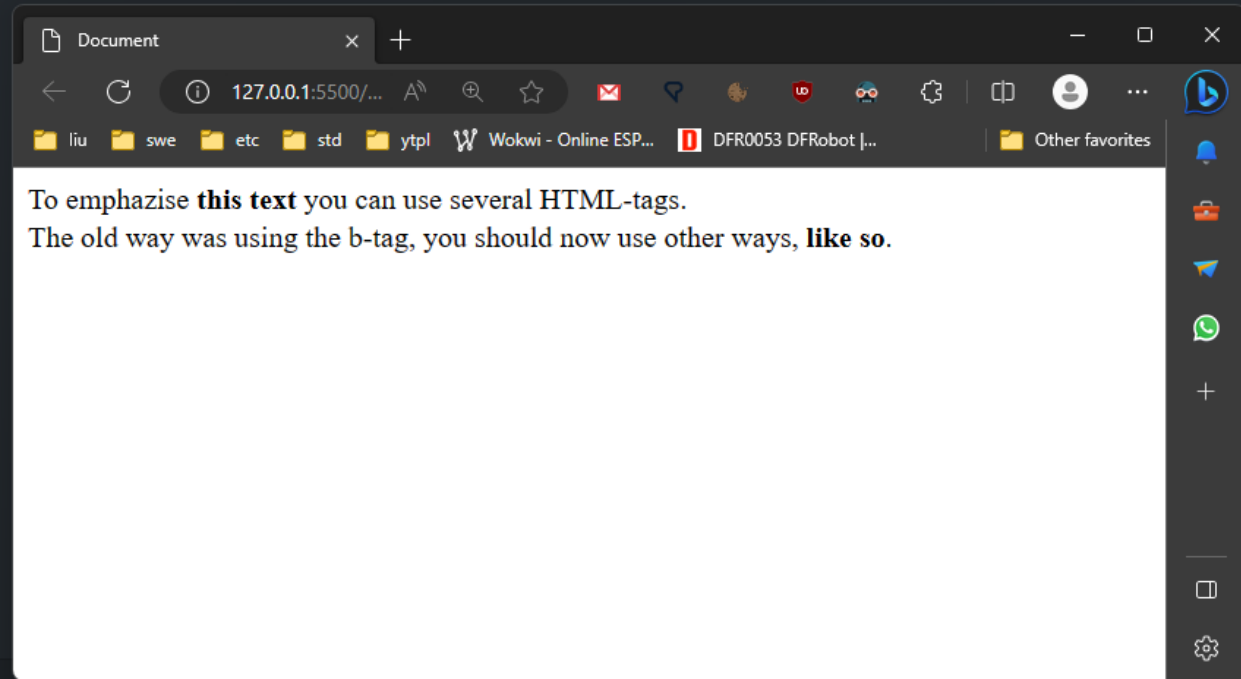 Document
127.0.0.1:5500/...
liu swe etc std ytpl Wokwi - Online ESP... DFR0053 DFRobot |... Other favorites
To emphazise this text you can use several HTML-tags.
The old way was using the b-tag, you should now use other ways, like so.